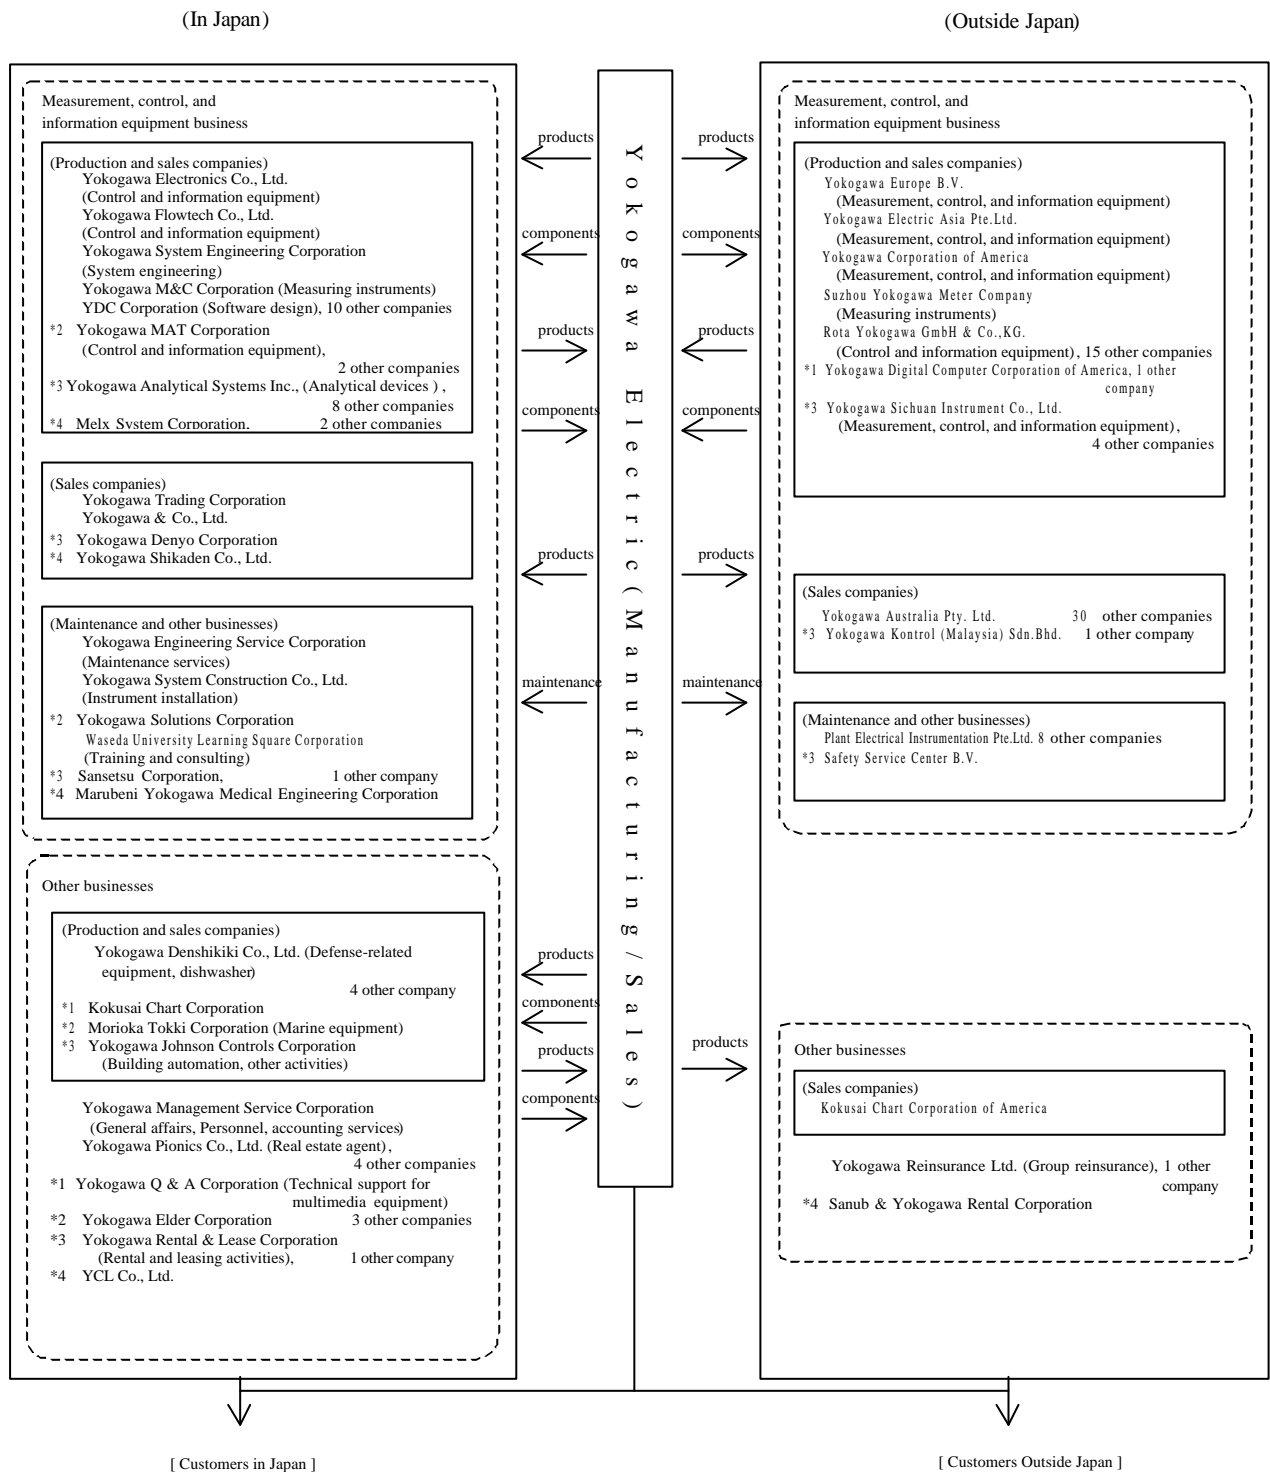 (In Japan)
(Outside Japan)
Measurement, control, and
information equipment business
(Production and sales companies)
Yokogawa Electronics Co., Ltd.
(Control and information equipment)
Yokogawa Flowtech Co., Ltd.
(Control and information equipment)
Yokogawa System Engineering Corporation
(System engineering)
Yokogawa M&C Corporation (Measuring instruments)
YDC Corporation (Software design), 10 other companies
*2 Yokogawa MAT Corporation
(Control and information equipment),
2 other companies
*3 Yokogawa Analytical Systems Inc., (Analytical devices ) ,
8 other companies
*4 Melx System Corporation, 2 other companies
(Sales companies)
Yokogawa Trading Corporation
Yokogawa & Co., Ltd.
*3 Yokogawa Denyo Corporation
*4 Yokogawa Shikaden Co., Ltd.
(Maintenance and other businesses)
Yokogawa Engineering Service Corporation
(Maintenance services)
Yokogawa System Construction Co., Ltd.
(Instrument installation)
*2 Yokogawa Solutions Corporation
Waseda University Learning Square Corporation
(Training and consulting)
*3 Sansetsu Corporation, 1 other company
*4 Marubeni Yokogawa Medical Engineering Corporation
Other businesses
(Production and sales companies)
Yokogawa Denshikiki Co., Ltd. (Defense-related
equipment, dishwasher)
4 other company
*1 Kokusai Chart Corporation
*2 Morioka Tokki Corporation (Marine equipment)
*3 Yokogawa Johnson Controls Corporation
(Building automation, other activities)
Yokogawa Management Service Corporation
(General affairs, Personnel, accounting services)
Yokogawa Pionics Co., Ltd. (Real estate agent),
4 other companies
*1 Yokogawa Q & A Corporation (Technical support for
multimedia equipment)
*2 Yokogawa Elder Corporation 3 other companies
*3 Yokogawa Rental & Lease Corporation
(Rental and leasing activities), 1 other company
*4 YCL Co., Ltd.
products
components
products
components
products
maintenance
products
components
products
components
Yokogawa Electric (Manufacturing/Sales)
products
components
products
components
products
maintenance
products
Measurement, control, and
information equipment business
(Production and sales companies)
Yokogawa Europe B.V.
(Measurement, control, and information equipment)
Yokogawa Electric Asia Pte.Ltd.
(Measurement, control, and information equipment)
Yokogawa Corporation of America
(Measurement, control, and information equipment)
Suzhou Yokogawa Meter Company
(Measuring instruments)
Rota Yokogawa GmbH & Co.,KG.
(Control and information equipment) , 15 other companies
*1 Yokogawa Digital Computer Corporation of America, 1 other
company
*3 Yokogawa Sichuan Instrument Co., Ltd.
(Measurement, control, and information equipment) ,
4 other companies
(Sales companies)
Yokogawa Australia Pty. Ltd. 30 other companies
*3 Yokogawa Kontrol (Malaysia) Sdn.Bhd. 1 other company
(Maintenance and other businesses)
Plant Electrical Instrumentation Pte.Ltd. 8 other companies
*3 Safety Service Center B.V.
Other businesses
(Sales companies)
Kokusai Chart Corporation of America
Yokogawa Reinsurance Ltd. (Group reinsurance), 1 other
company
*4 Sanub & Yokogawa Rental Corporation
[ Customers in Japan ]
[ Customers Outside Japan ]